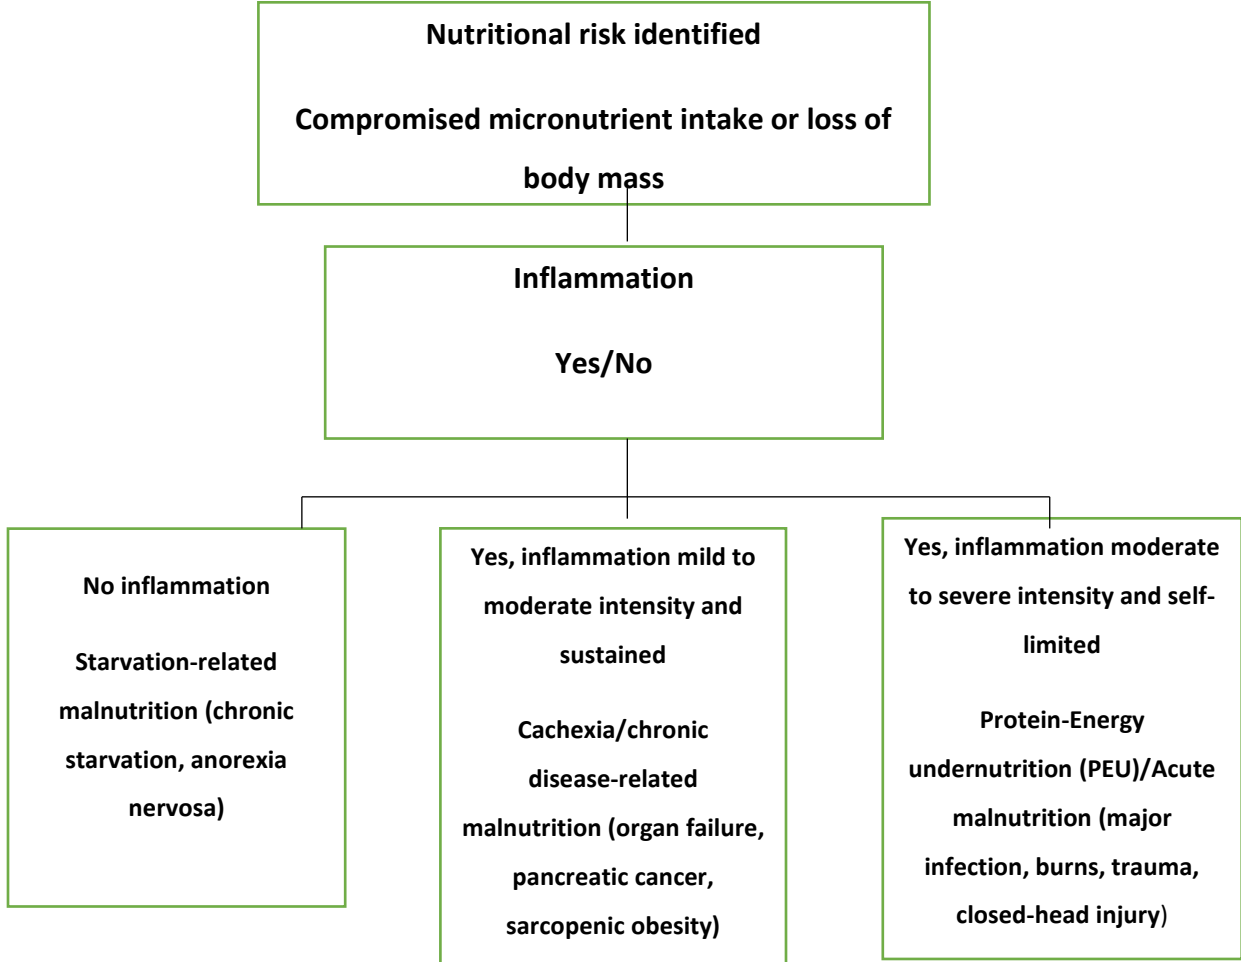 Nutritional risk identified
Compromised micronutrient intake or loss of
body mass
Inflammation
Yes/No
No inflammation
Starvation-related
malnutrition (chronic
starvation, anorexia
nervosa)
Yes, inflammation mild to
moderate intensity and
sustained
Cachexia/chronic
disease-related
malnutrition (organ failure,
pancreatic cancer,
sarcopenic obesity)
Yes, inflammation moderate
to severe intensity and self-
limited
Protein-Energy
undernutrition (PEU)/Acute
malnutrition (major
infection, burns, trauma,
closed-head injury)